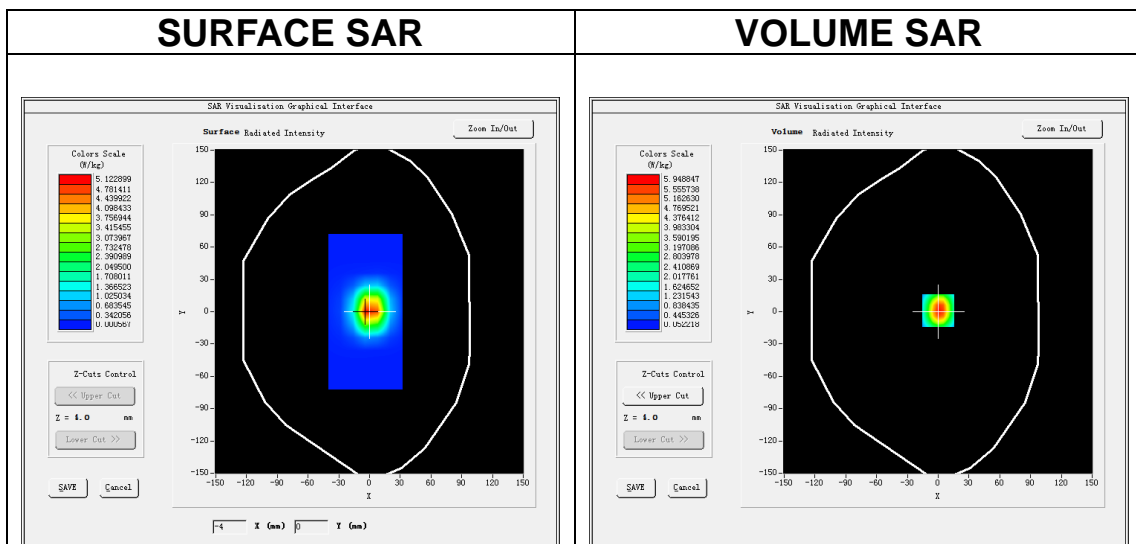 SURFACE SAR
VOLUME SAR
SAR Visualisation Graphical Interface
Surface Radiated Intensity
Zoom In/Out
Colors Scale
(W/kg)
5.122899
4.781411
4.439922
4.098433
3.756944
3.415455
3.073967
2.732478
2.390989
2.049500
1.708011
1.366523
1.025034
0.683545
0.342056
0.000567
150
120
90
60
30
0
-30
-60
-90
-120
-150
Y
-150 -120 -90 -60 -30 0 30 60 90 120 150
X
Z-Cuts Control
<< Upper Cut
Z = 4.0 mm
Lower Cut >>
SAVE
Cancel
-4 X (mm) 0 Y (mm)
SAR Visualisation Graphical Interface
Volume Radiated Intensity
Zoom In/Out
Colors Scale
(W/kg)
5.948847
5.555738
5.162630
4.769521
4.376412
3.983304
3.590195
3.197086
2.803978
2.410869
2.017761
1.624652
1.231543
0.838435
0.445326
0.052218
150
120
90
60
30
0
-30
-60
-90
-120
-150
Y
-150 -120 -90 -60 -30 0 30 60 90 120 150
X
Z-Cuts Control
<< Upper Cut
Z = 4.0 mm
Lower Cut >>
SAVE
Cancel